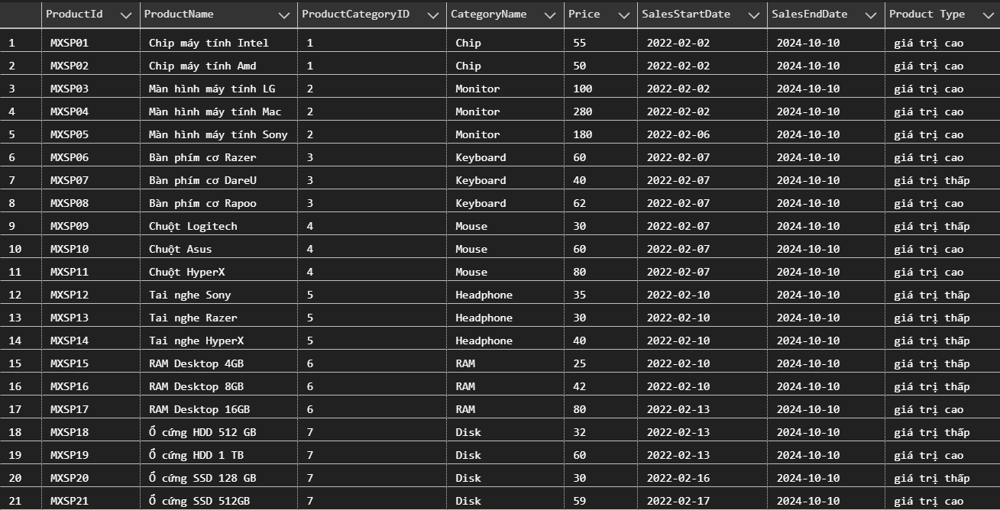 ProductId ProductName ProductCategoryID CategoryName Price SalesStartDate SalesEndDate Product Type
1 MXSP01 Chip máy tính Intel 1 Chip 55 2022-02-02 2024-10-10 giá trị cao
2 MXSP02 Chip máy tính Amd 1 Chip 50 2022-02-02 2024-10-10 giá trị cao
3 MXSP03 Màn hình máy tính LG 2 Monitor 100 2022-02-02 2024-10-10 giá trị cao
4 MXSP04 Màn hình máy tính Mac 2 Monitor 280 2022-02-02 2024-10-10 giá trị cao
5 MXSP05 Màn hình máy tính Sony 2 Monitor 180 2022-02-06 2024-10-10 giá trị cao
6 MXSP06 Bàn phím cơ Razer 3 Keyboard 60 2022-02-07 2024-10-10 giá trị cao
7 MXSP07 Bàn phím cơ DareU 3 Keyboard 40 2022-02-07 2024-10-10 giá trị thấp
8 MXSP08 Bàn phím cơ Rapoo 3 Keyboard 62 2022-02-07 2024-10-10 giá trị cao
9 MXSP09 Chuột Logitech 4 Mouse 30 2022-02-07 2024-10-10 giá trị thấp
10 MXSP10 Chuột Asus 4 Mouse 60 2022-02-07 2024-10-10 giá trị cao
11 MXSP11 Chuột HyperX 4 Mouse 80 2022-02-07 2024-10-10 giá trị cao
12 MXSP12 Tai nghe Sony 5 Headphone 35 2022-02-10 2024-10-10 giá trị thấp
13 MXSP13 Tai nghe Razer 5 Headphone 30 2022-02-10 2024-10-10 giá trị thấp
14 MXSP14 Tai nghe HyperX 5 Headphone 40 2022-02-10 2024-10-10 giá trị thấp
15 MXSP15 RAM Desktop 4GB 6 RAM 25 2022-02-10 2024-10-10 giá trị thấp
16 MXSP16 RAM Desktop 8GB 6 RAM 42 2022-02-10 2024-10-10 giá trị thấp
17 MXSP17 RAM Desktop 16GB 6 RAM 80 2022-02-13 2024-10-10 giá trị cao
18 MXSP18 Ổ cứng HDD 512 GB 7 Disk 32 2022-02-13 2024-10-10 giá trị thấp
19 MXSP19 Ổ cứng HDD 1 TB 7 Disk 60 2022-02-13 2024-10-10 giá trị cao
20 MXSP20 Ổ cứng SSD 128 GB 7 Disk 30 2022-02-16 2024-10-10 giá trị thấp
21 MXSP21 Ổ cứng SSD 512GB 7 Disk 59 2022-02-17 2024-10-10 giá trị cao